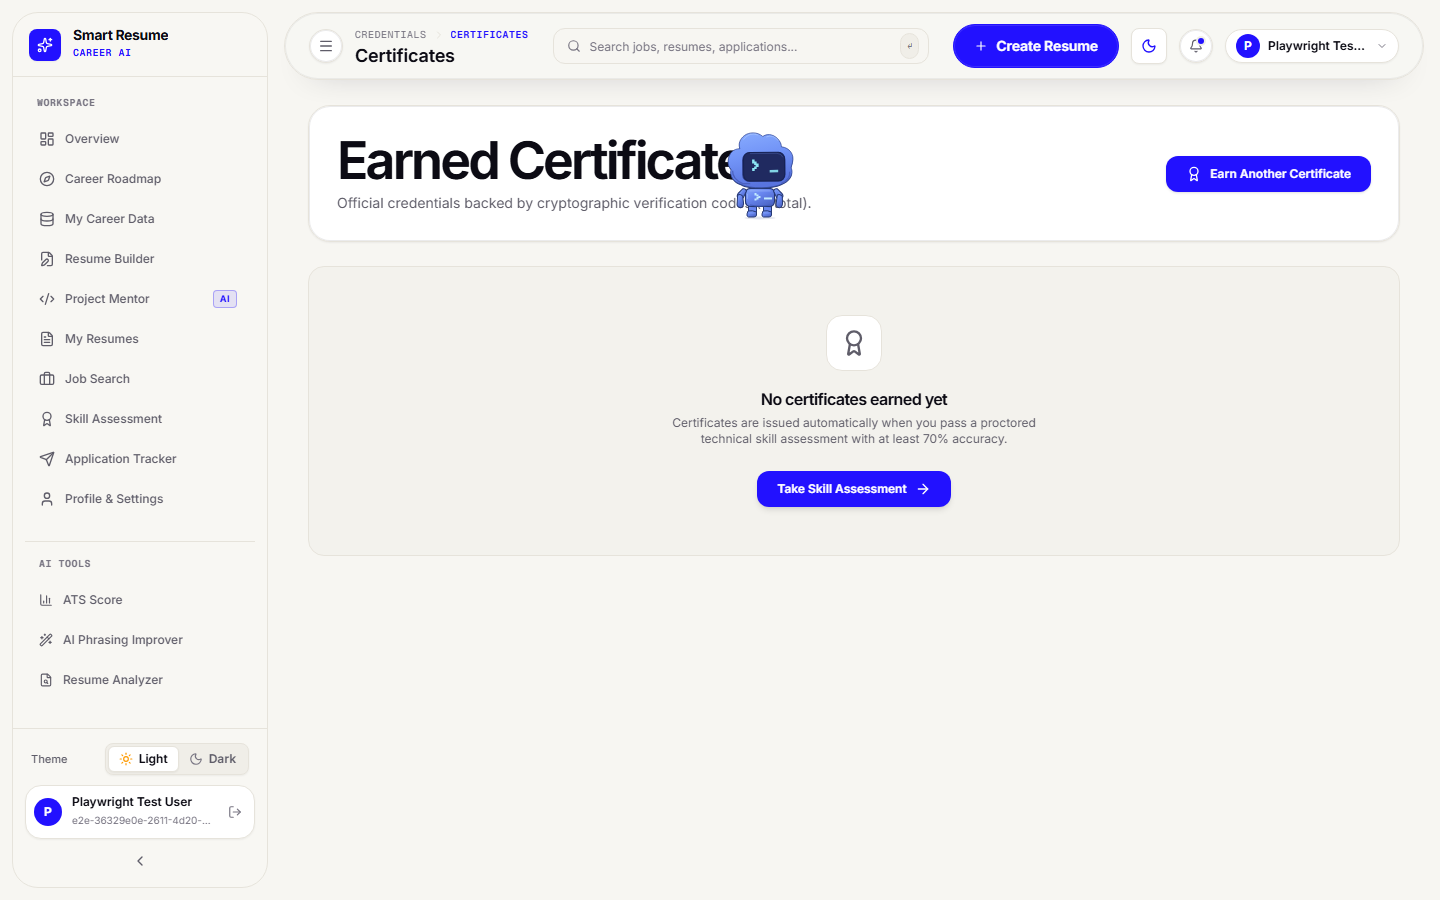 Smart Resume
CAREER AI
WORKSPACE
Overview
Career Roadmap
My Career Data
Resume Builder
Project Mentor AI
My Resumes
Job Search
Skill Assessment
Application Tracker
Profile & Settings
AI TOOLS
ATS Score
AI Phrasing Improver
Resume Analyzer
Theme Light Dark
P Playwright Test User
e2e-36329e0e-2611-4d20-...
CREDENTIALS CERTIFICATES
Certificates
Search jobs, resumes, applications...
Create Resume
P Playwright Tes...
Earned Certificate
Official credentials backed by cryptographic verification
Earn Another Certificate
No certificates earned yet
Certificates are issued automatically when you pass a proctored
technical skill assessment with at least 70% accuracy.
Take Skill Assessment